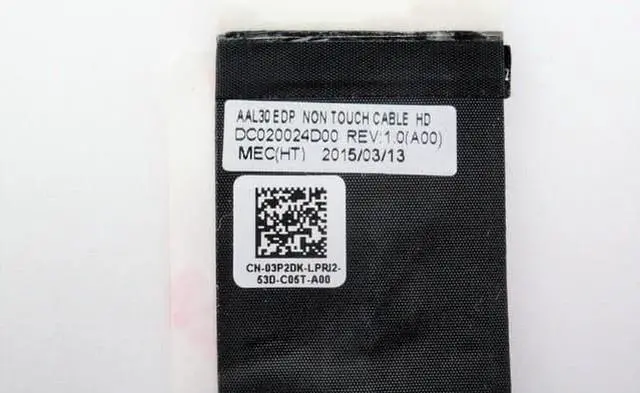 AAL30 EDP NON TOUCH CABLE HD
DC020024D00 REV:1.0(A00)
MEC(HT) 2015/03/13
CN-03P2DK-LPRJ2-
53D-C05T-A00